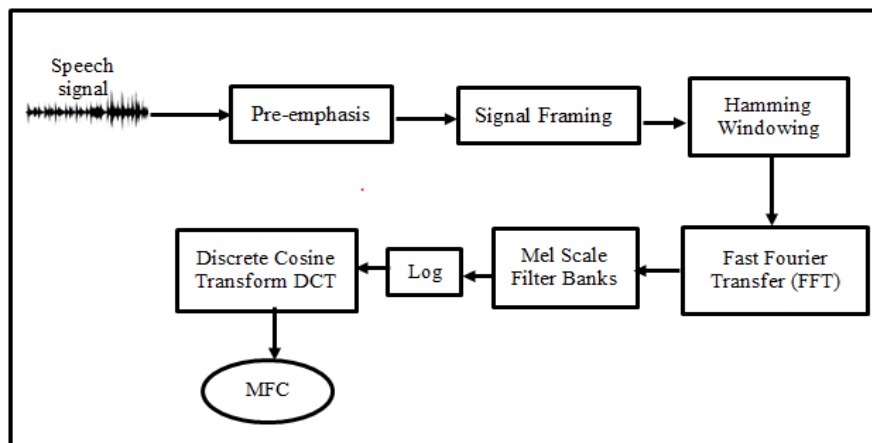 Speech
signal
Pre-emphasis
Signal Framing
Hamming
Windowing
Fast Fourier
Transfer (FFT)
Mel Scale
Filter Banks
Log
Discrete Cosine
Transform DCT
MFC